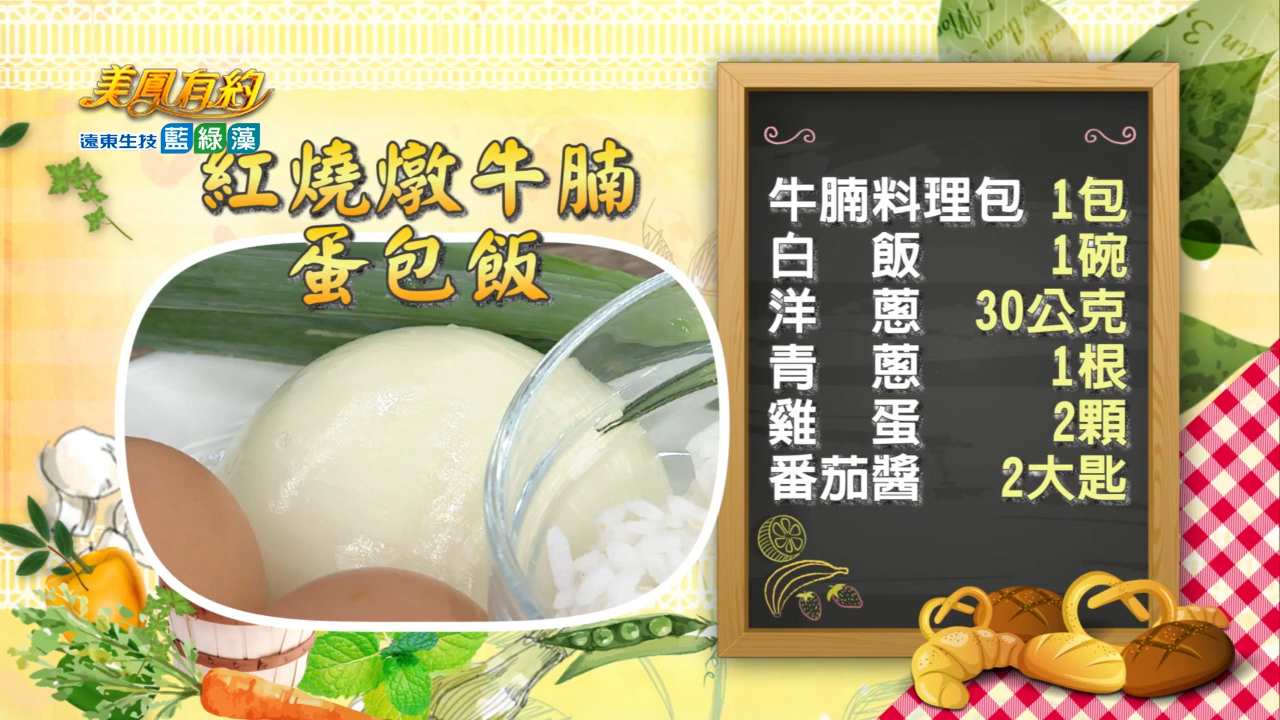 美鳳有約
遠東生技藍綠藻
紅燒燉牛腩
蛋包飯
牛腩料理包 1包
白飯 1碗
洋蔥 30公克
青蔥 1根
雞蛋 2顆
番茄醬 2大匙